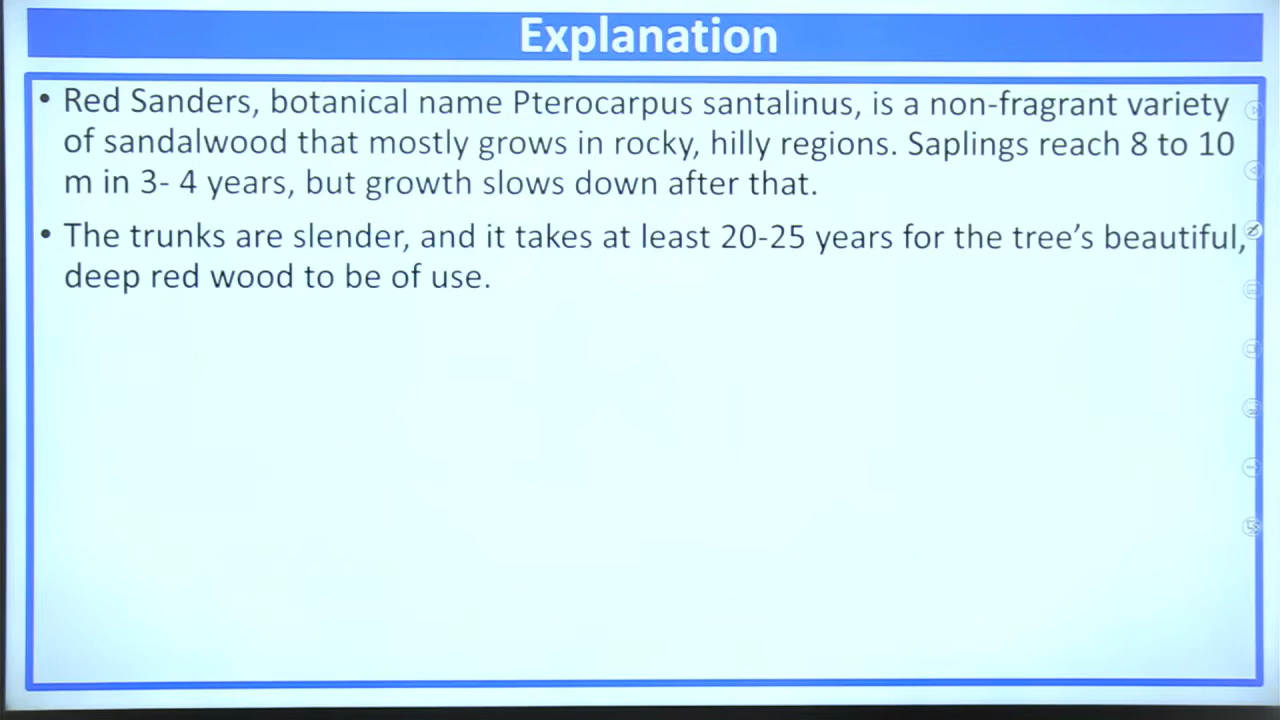 Explanation
• Red Sanders, botanical name Pterocarpus santalinus, is a non-fragrant variety
of sandalwood that mostly grows in rocky, hilly regions. Saplings reach 8 to 10
m in 3- 4 years, but growth slows down after that.
• The trunks are slender, and it takes at least 20-25 years for the tree’s beautiful,
deep red wood to be of use.